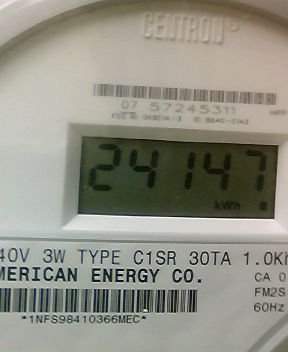 CENTRON®
07 57245311
24147
kWh
40V 3W TYPE C1SR 30TA 1.0Kh
MERICAN ENERGY CO.
CA 0
FM2S
60Hz
*1NFS98410366MEC*